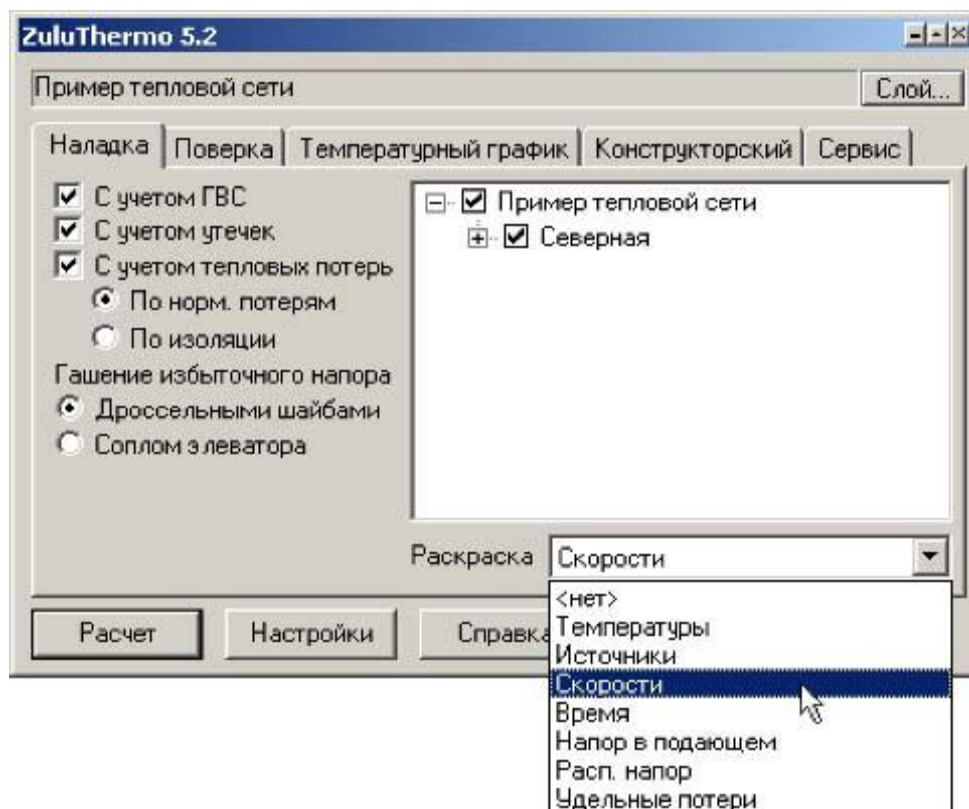 ZuluThermo 5.2
Пример тепловой сети
Слой...
Наладка
Поверка
Температурный график
Конструкторский
Сервис
С учетом ГВС
С учетом утечек
С учетом тепловых потерь
По норм. потерям
По изоляции
Гашение избыточного напора
Дроссельными шайбами
Соплом элеватора
Пример тепловой сети
Северная
Раскраска
Скорости
Расчет
Настройки
Справка
<нет>
Температуры
Источники
Скорости
Время
Напор в подающем
Расп. напор
Удельные потери